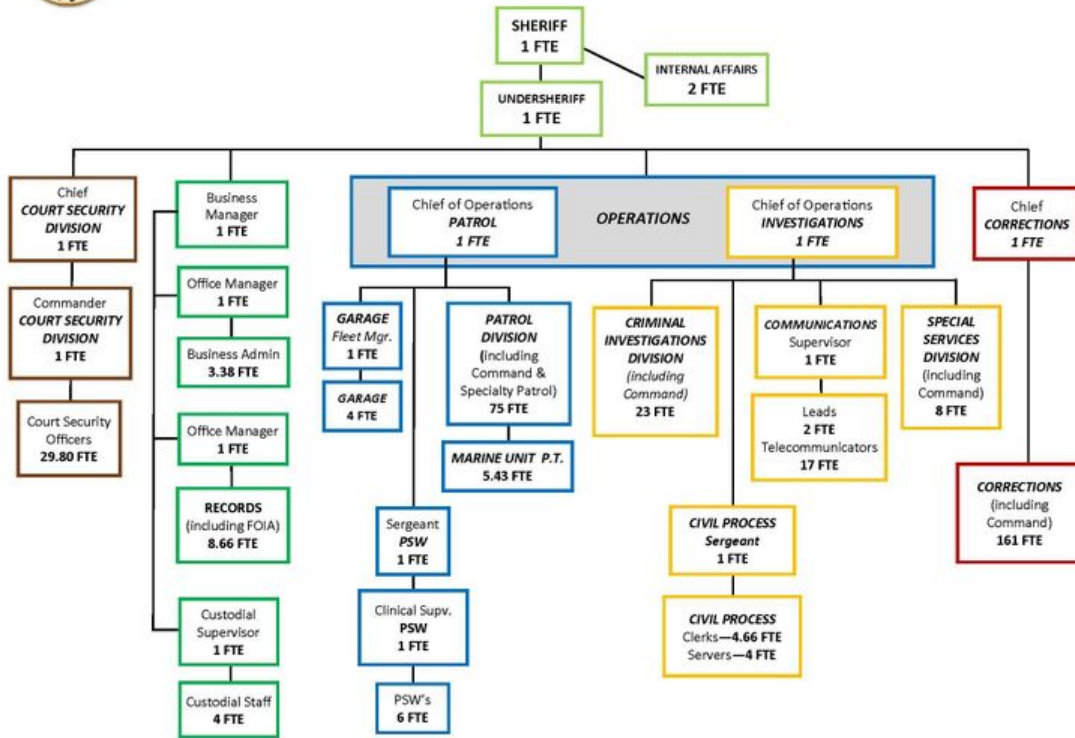 SHERIFF
1 FTE
INTERNAL AFFAIRS
2 FTE
UNDERSHERIFF
1 FTE
Chief
COURT SECURITY
DIVISION
1 FTE
Commander
COURT SECURITY
DIVISION
1 FTE
Court Security
Officers
29.80 FTE
Business
Manager
1 FTE
Office Manager
1 FTE
Business Admin
3.38 FTE
Office Manager
1 FTE
RECORDS
(including FOIA)
8.66 FTE
Custodial
Supervisor
1 FTE
Custodial Staff
4 FTE
OPERATIONS
Chief of Operations
PATROL
1 FTE
GARAGE
Fleet Mgr.
1 FTE
GARAGE
4 FTE
PATROL
DIVISION
(including
Command &
Specialty Patrol)
75 FTE
MARINE UNIT P.T.
5.43 FTE
Sergeant
PSW
1 FTE
Clinical Supv.
PSW
1 FTE
PSW's
6 FTE
Chief of Operations
INVESTIGATIONS
1 FTE
CRIMINAL
INVESTIGATIONS
DIVISION
(including
Command)
23 FTE
COMMUNICATIONS
Supervisor
1 FTE
Leads
2 FTE
Telecommunicators
17 FTE
SPECIAL
SERVICES
DIVISION
(including
Command)
8 FTE
CIVIL PROCESS
Sergeant
1 FTE
CIVIL PROCESS
Clerks—4.66 FTE
Servers—4 FTE
Chief
CORRECTIONS
1 FTE
CORRECTIONS
(including
Command)
161 FTE